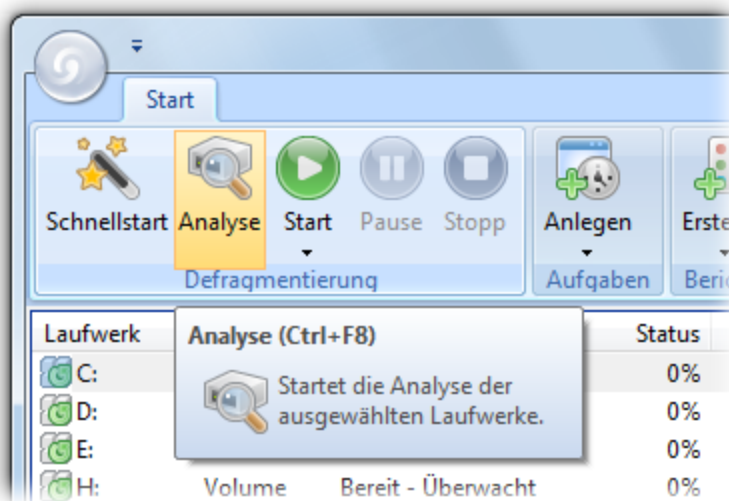 Start
Schnellstart Analyse Start Pause Stopp Anlegen
Defragmentierung Aufgaben
Laufwerk Status
Analyse (Ctrl+F8)
Startet die Analyse der
ausgewählten Laufwerke.
C: 0%
D: 0%
E: 0%
H: Volume Bereit - Überwacht 0%